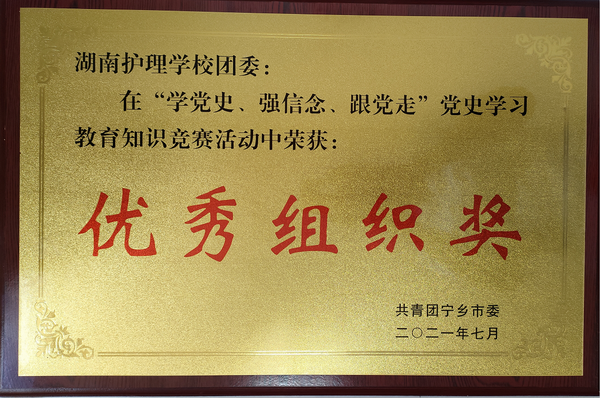 湖南护理学校团委：
在“学党史、强信念、跟党走”党史学习
教育知识竞赛活动中荣获：
优秀组织奖
共青团宁乡市委
二〇二一年七月